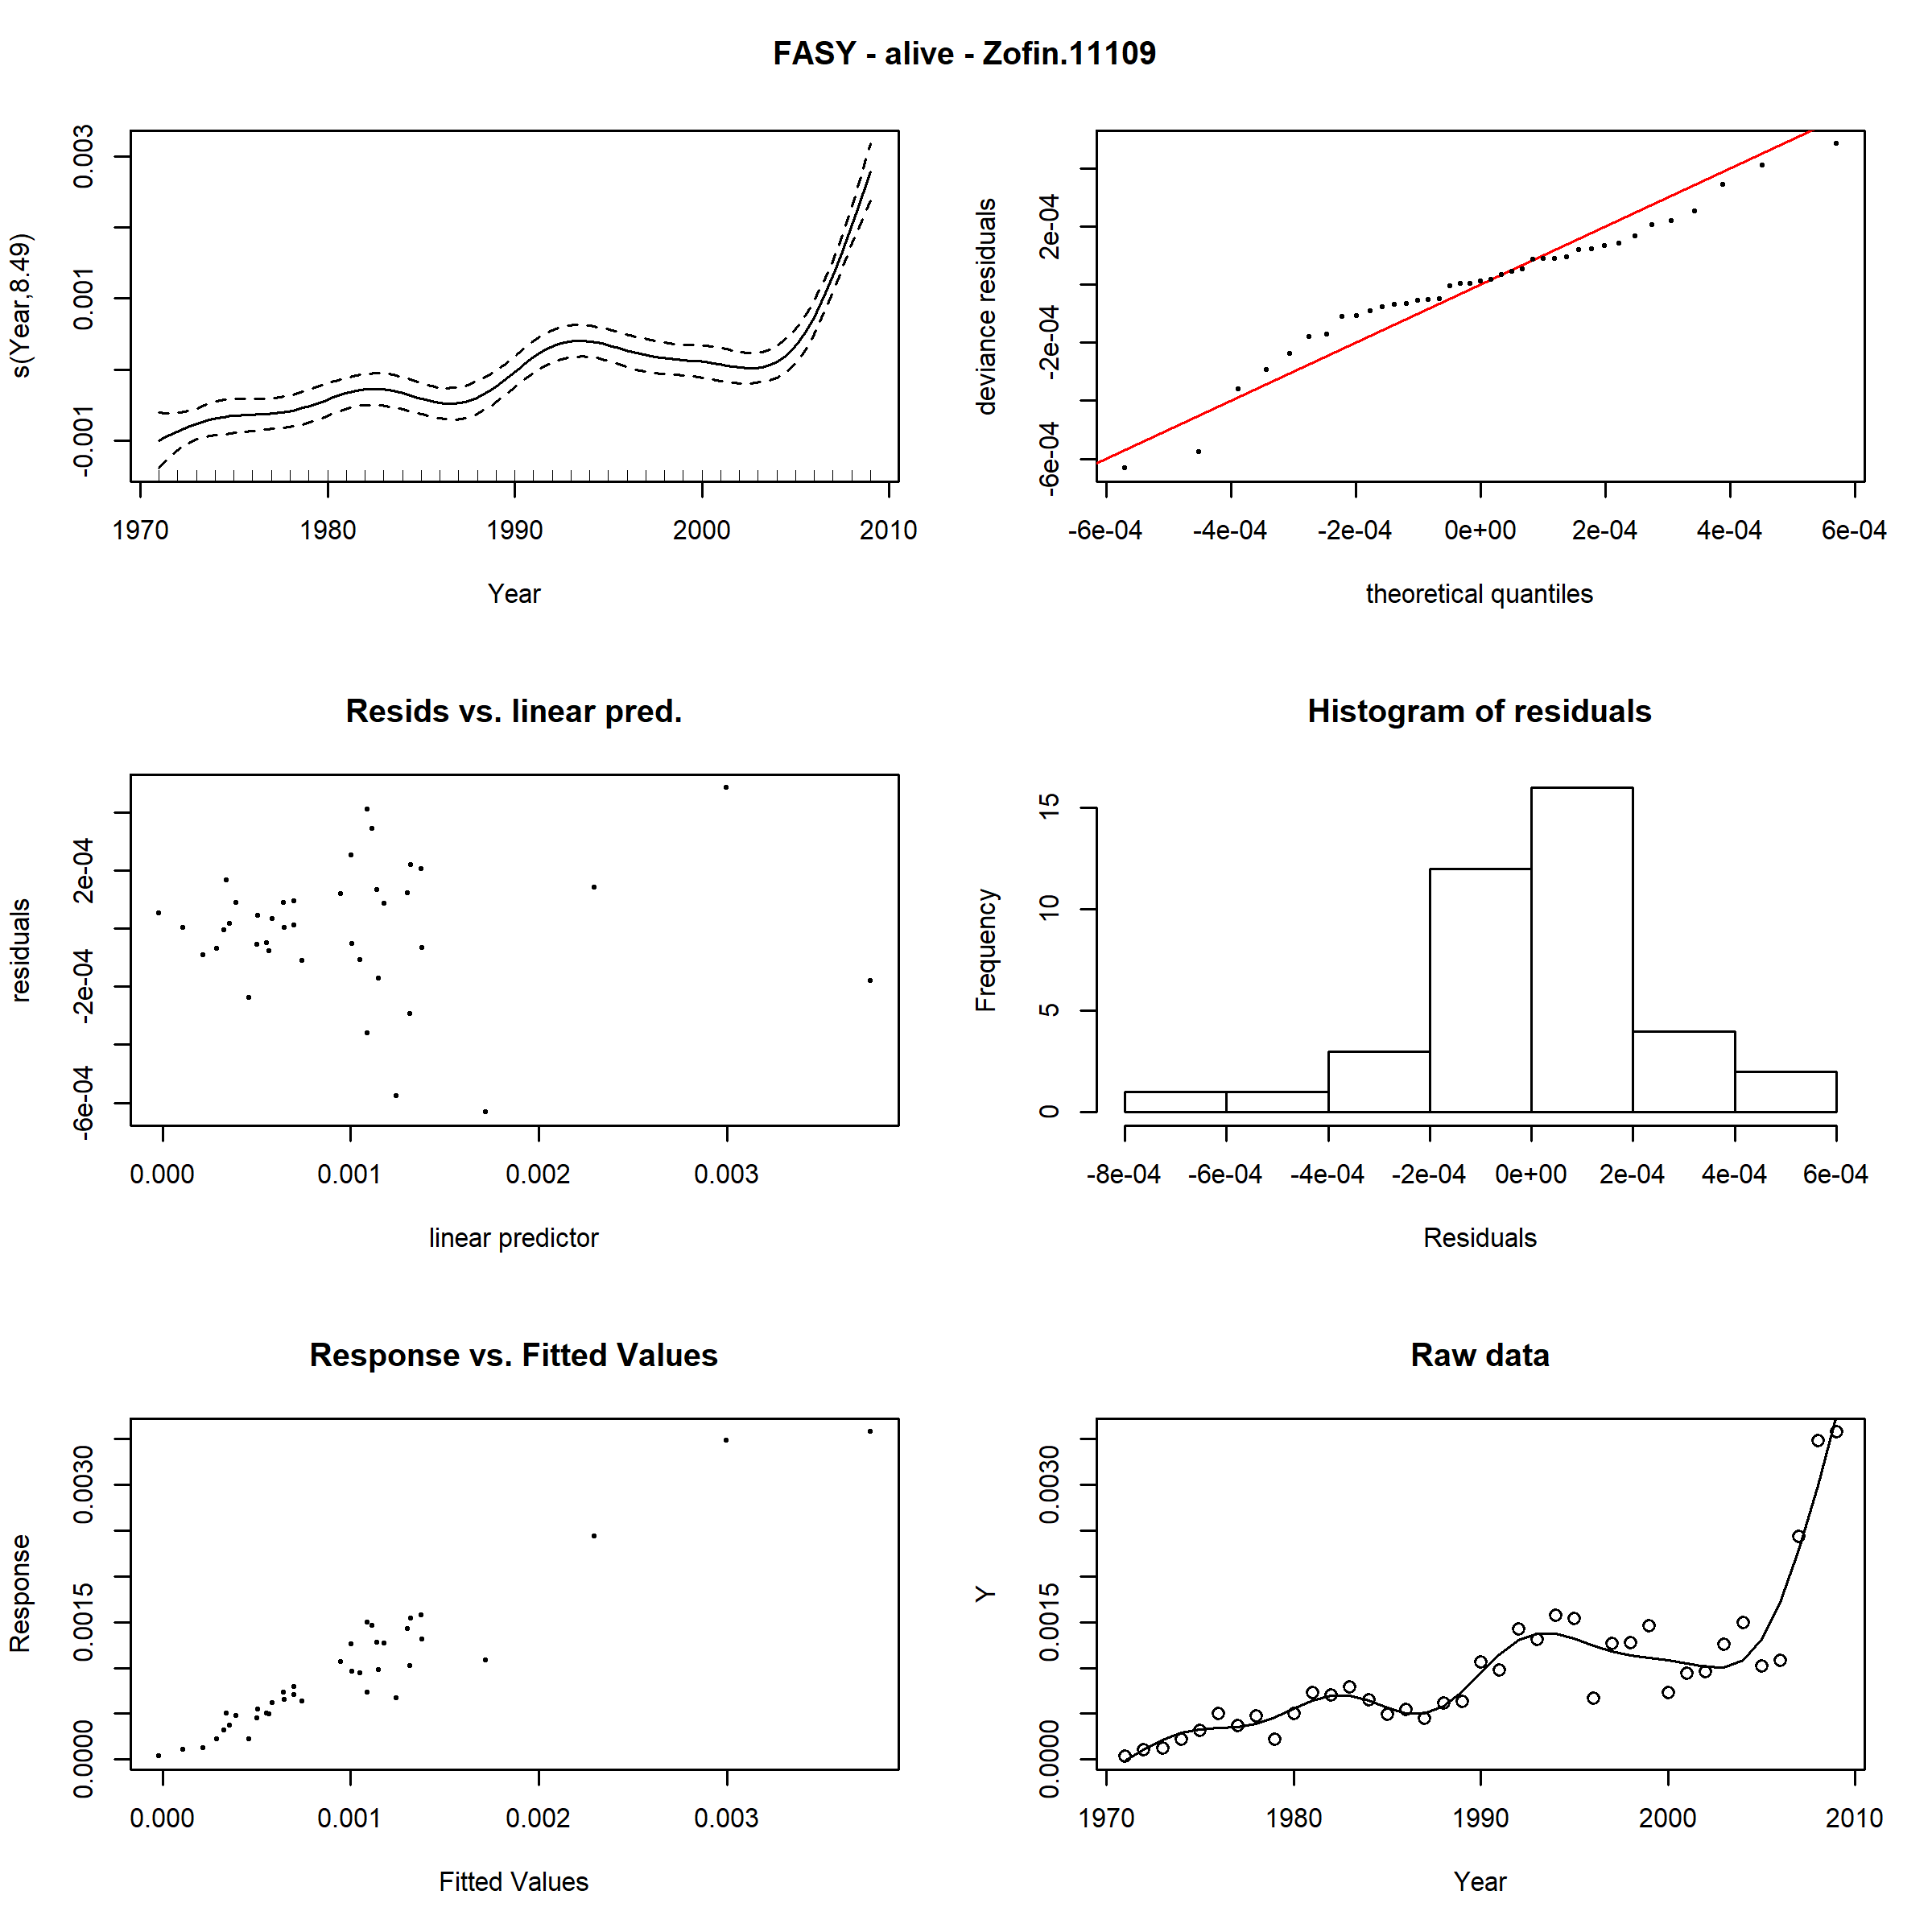 FASY - alive - Zofin.11109
s(Year,8.49)
-0.001 0.001 0.003
1970 1980 1990 2000 2010
Year
deviance residuals
-6e-04 -2e-04 2e-04
-6e-04 -4e-04 -2e-04 0e+00 2e-04 4e-04 6e-04
theoretical quantiles
Resids vs. linear pred.
residuals
-6e-04 -2e-04 2e-04
0.000 0.001 0.002 0.003
linear predictor
Histogram of residuals
Frequency
0 5 10 15
-8e-04 -6e-04 -4e-04 -2e-04 0e+00 2e-04 4e-04 6e-04
Residuals
Response vs. Fitted Values
Response
0.0000 0.0015 0.0030
0.000 0.001 0.002 0.003
Fitted Values
Raw data
Y
0.0000 0.0015 0.0030
1970 1980 1990 2000 2010
Year